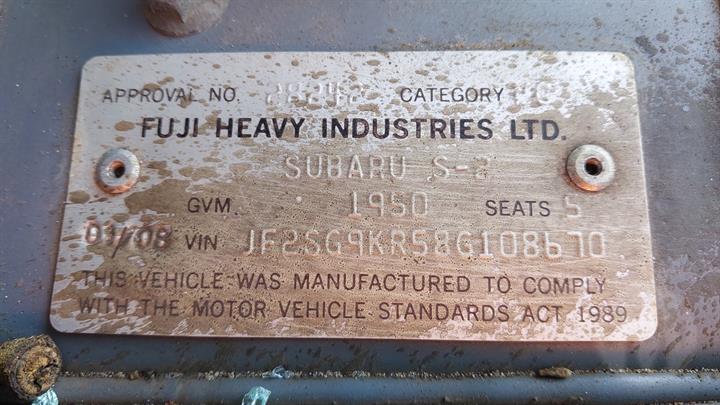 APPROVAL NO. CATEGORY
FUJI HEAVY INDUSTRIES LTD.
SUBARU
GVM. 1950 SEATS 5
01/08 VIN JF2SG9KR58G108670
THIS VEHICLE WAS MANUFACTURED TO COMPLY
WITH THE MOTOR VEHICLE STANDARDS ACT 1989